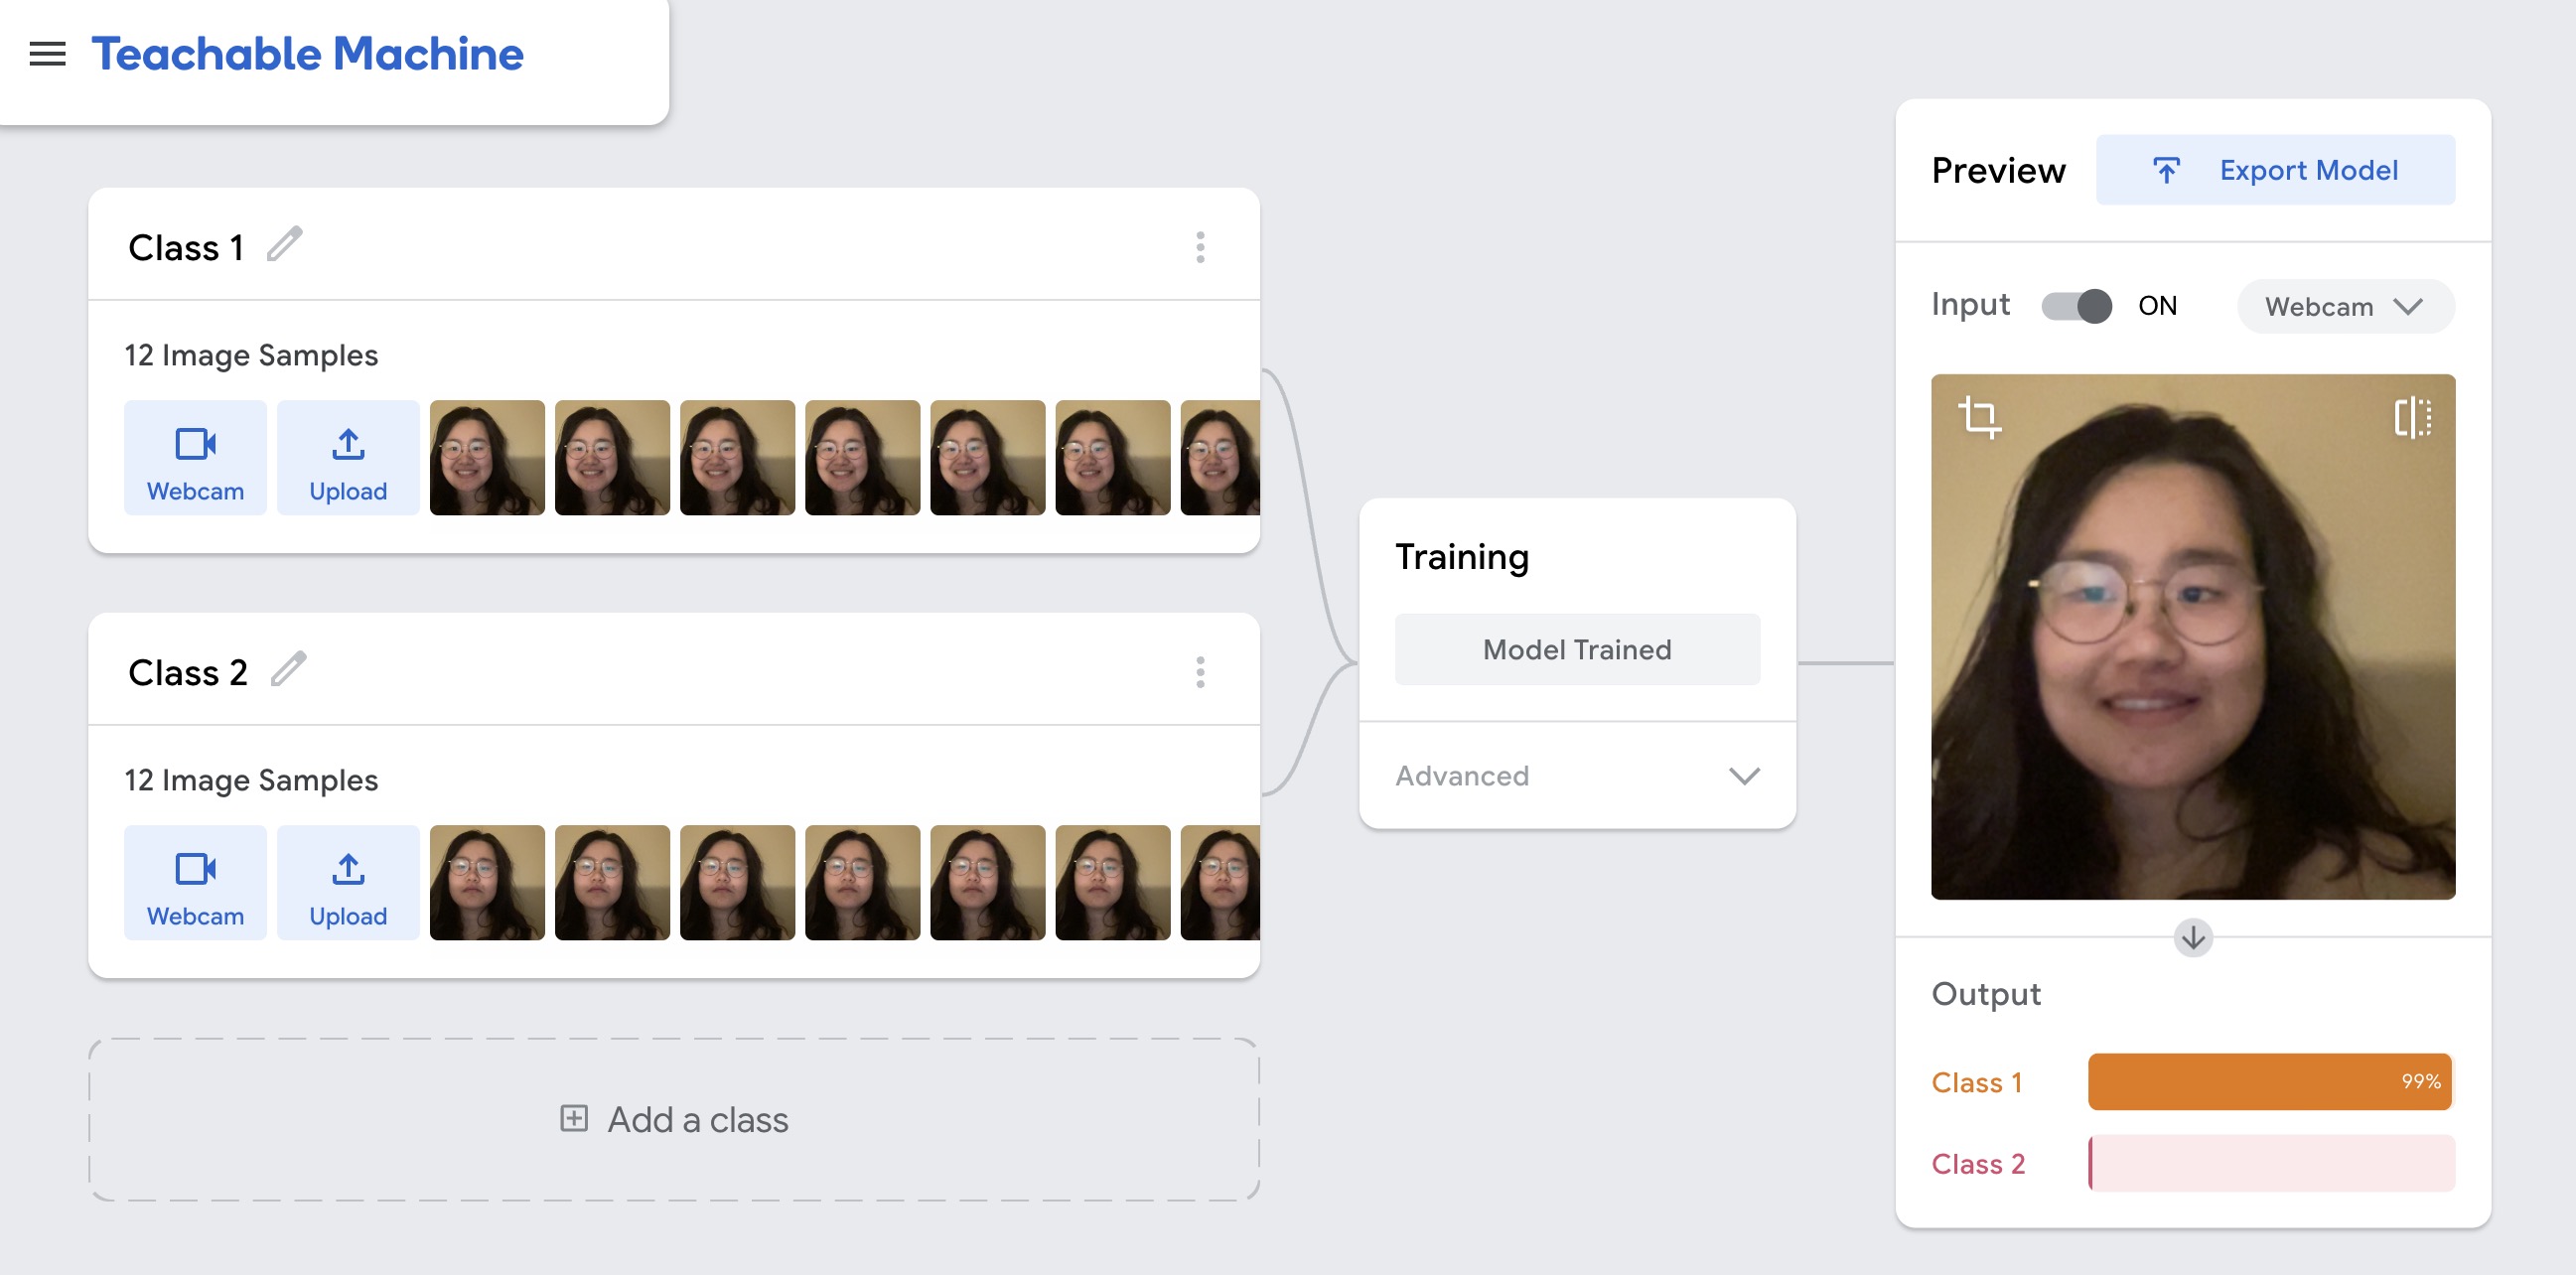 Teachable Machine
Class 1
12 Image Samples
Webcam
Upload
Class 2
12 Image Samples
Webcam
Upload
Add a class
Training
Model Trained
Advanced
Preview
Export Model
Input ON Webcam
Output
Class 1 99%
Class 2